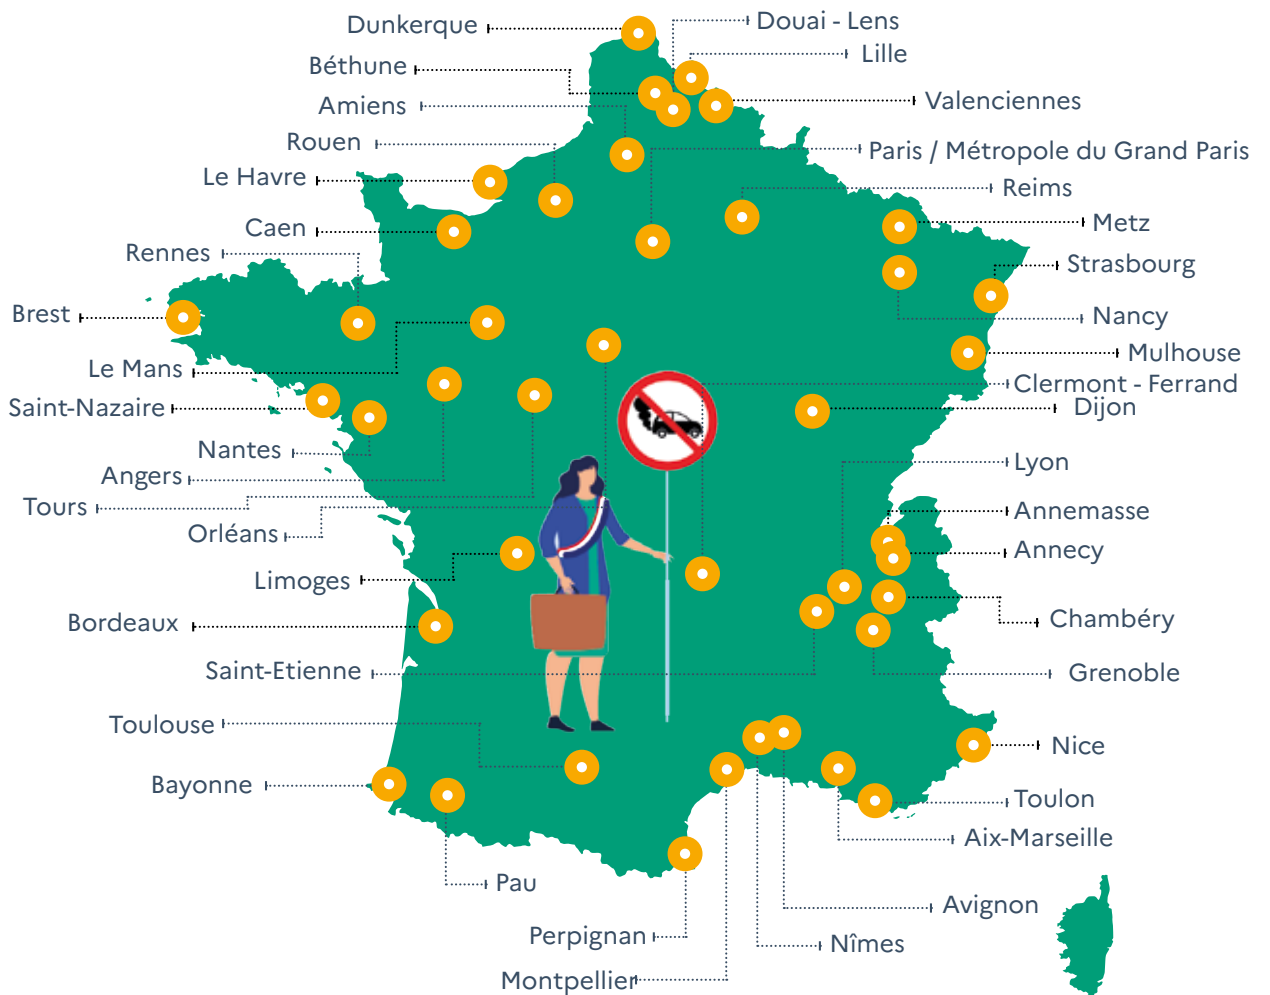 Dunkerque
Douai - Lens
Lille
Béthune
Amiens
Valenciennes
Rouen
Paris / Métropole du Grand Paris
Le Havre
Reims
Caen
Metz
Rennes
Strasbourg
Brest
Nancy
Le Mans
Mulhouse
Clermont - Ferrand
Saint-Nazaire
Dijon
Nantes
Lyon
Angers
Tours
Annemasse
Orléans
Annecy
Limoges
Bordeaux
Chambéry
Saint-Etienne
Grenoble
Toulouse
Nice
Bayonne
Toulon
Aix-Marseille
Pau
Avignon
Perpignan
Nîmes
Montpellier